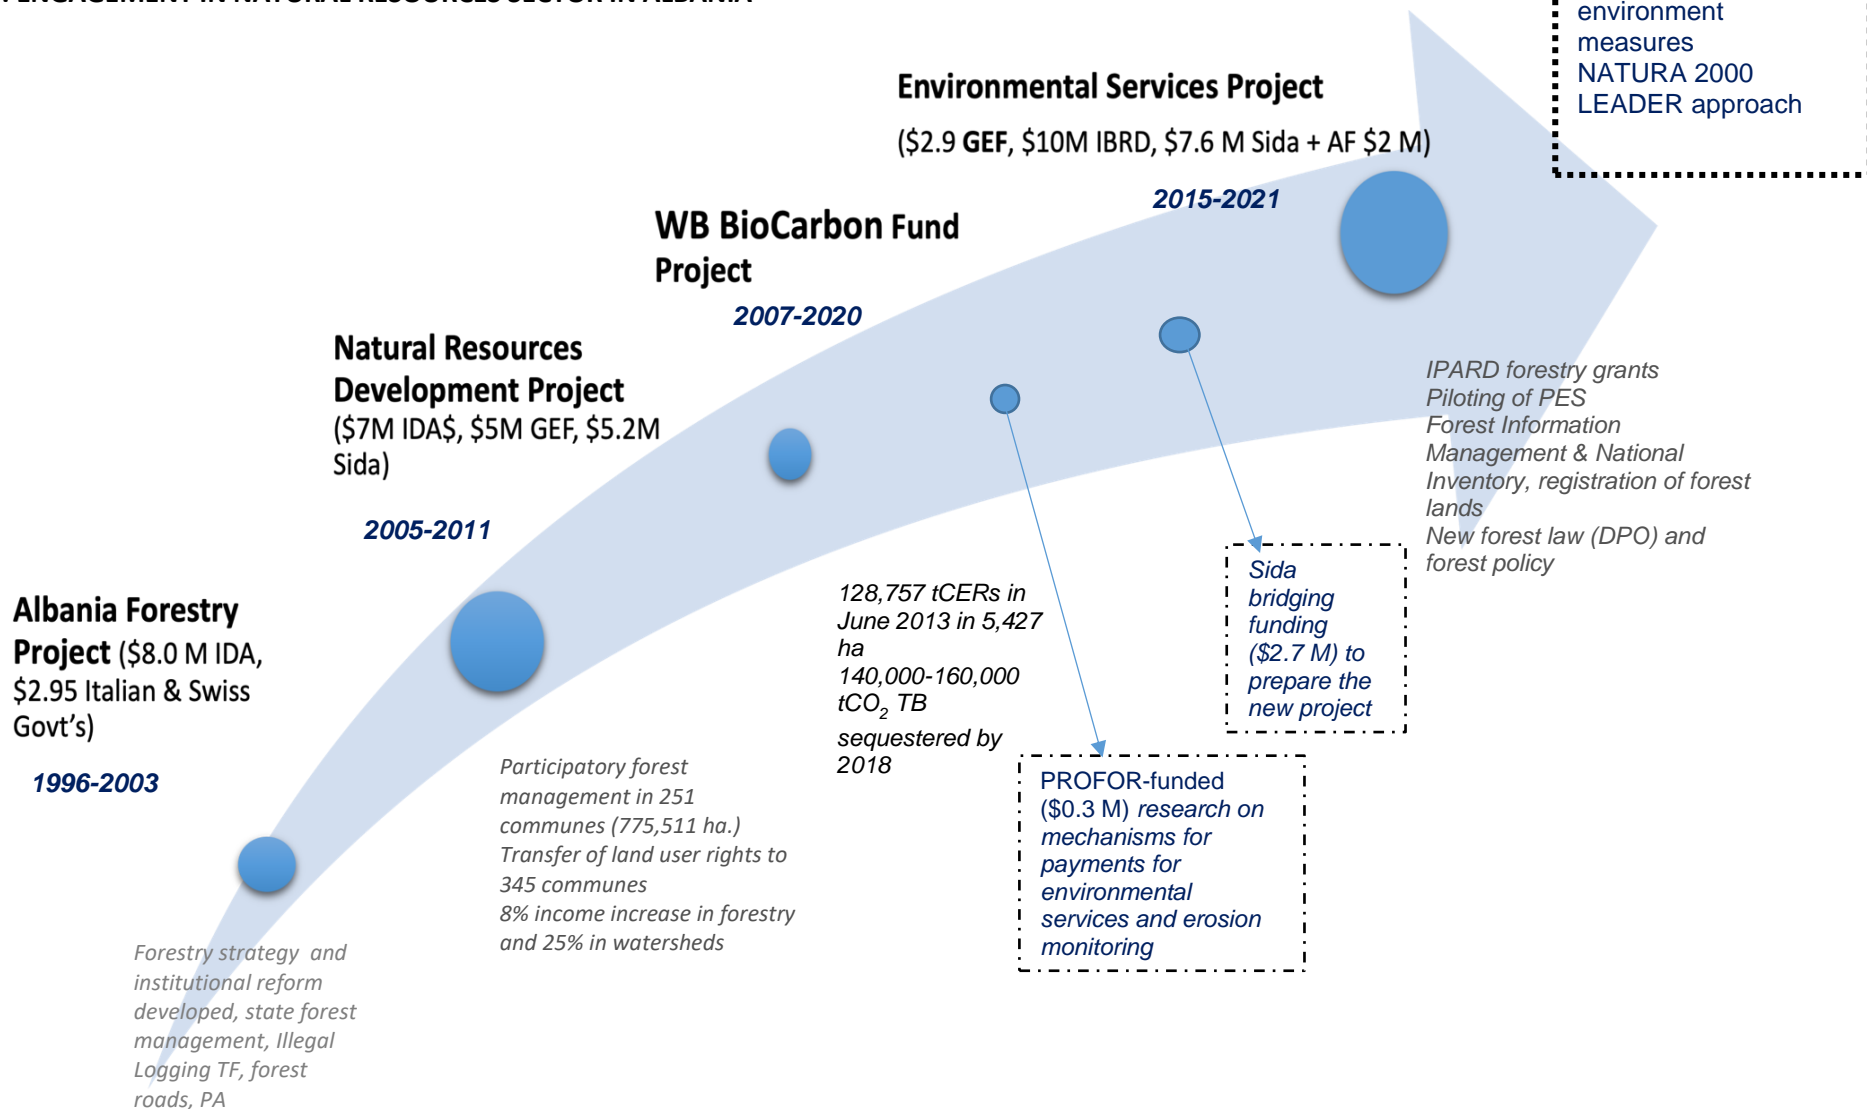 ENGAGEMENT IN NATURAL RESOURCES SECTOR IN ALBANIA
environment
measures
NATURA 2000
LEADER approach
Environmental Services Project
($2.9 GEF, $10M IBRD, $7.6 M Sida + AF $2 M)
2015-2021
WB BioCarbon Fund
Project
2007-2020
Natural Resources
Development Project
($7M IDA$, $5M GEF, $5.2M
Sida)
2005-2011
Albania Forestry
Project ($8.0 M IDA,
$2.95 Italian & Swiss
Govt's)
1996-2003
IPARD forestry grants
Piloting of PES
Forest Information
Management & National
Inventory, registration of forest
lands
New forest law (DPO) and
forest policy
Sida
bridging
funding
($2.7 M) to
prepare the
new project
128,757 tCERs in
June 2013 in 5,427
ha
140,000-160,000
tCO2 TB
sequestered by
2018
PROFOR-funded
($0.3 M) research on
mechanisms for
payments for
environmental
services and erosion
monitoring
Participatory forest
management in 251
communes (775,511 ha.)
Transfer of land user rights to
345 communes
8% income increase in forestry
and 25% in watersheds
Forestry strategy and
institutional reform
developed, state forest
management, Illegal
Logging TF, forest
roads, PA